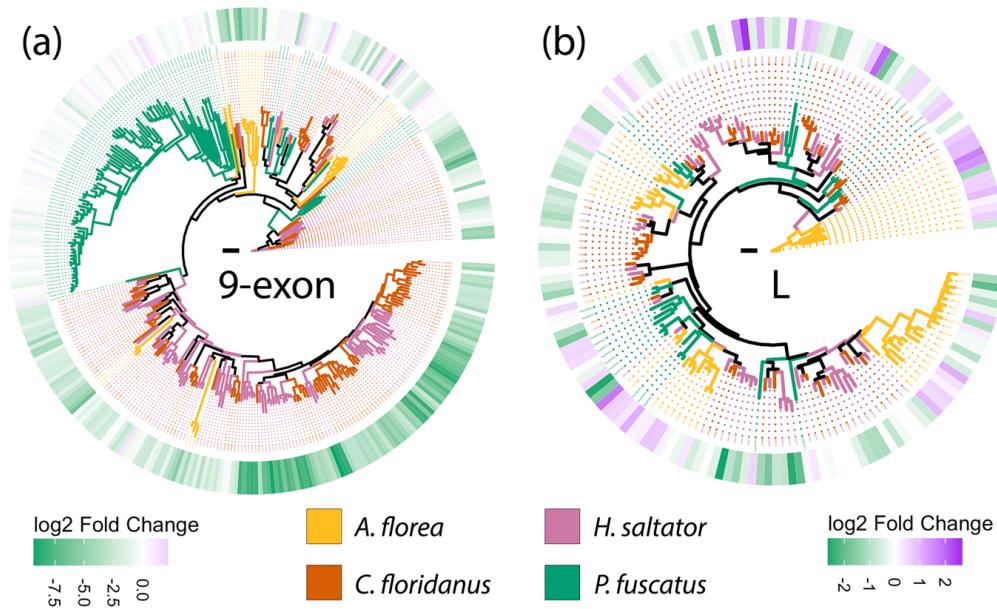 (a)
(b)
9-exon
L
log2 Fold Change
-7.5
-5.0
-2.5
0.0
A. florea
C. floridanus
H. saltator
P. fuscatus
log2 Fold Change
-2
-1
0
1
2